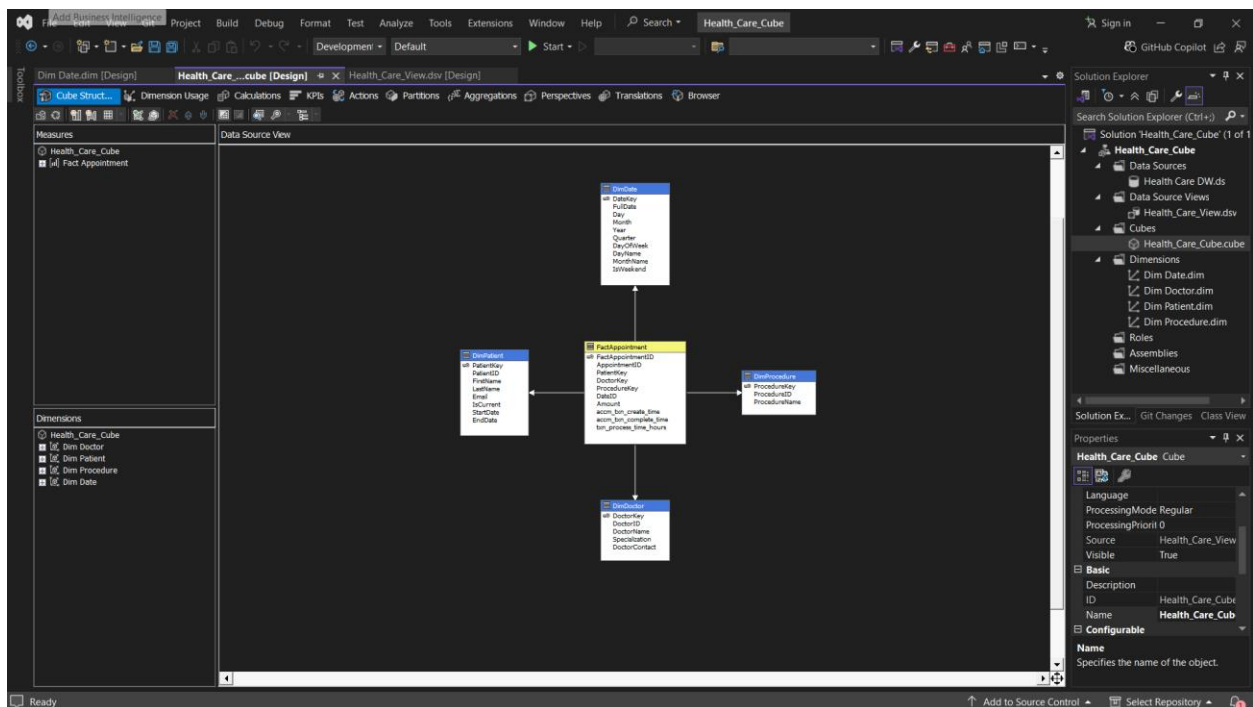 Add Business Intelligence
File Edit View Git Project Build Debug Format Test Analyze Tools Extensions Window Help Search Health_Care_Cube Sign in
Development Default Start GitHub Copilot
Toolbox
Dim Date.dim [Design] Health_Care_...cube [Design] Health_Care_View.dsv [Design]
Cube Struct... Dimension Usage Calculations KPIs Actions Partitions Aggregations Perspectives Translations Browser
Measures
Health_Care_Cube
Fact Appointment
Dimensions
Health_Care_Cube
Dim Doctor
Dim Patient
Dim Procedure
Dim Date
Data Source View
DimDate
DateKey
FullDate
Day
Month
Year
Quarter
DayOfWeek
DayName
MonthName
IsWeekend
DimPatient
PatientKey
PatientID
FirstName
LastName
Email
IsCurrent
StartDate
EndDate
FactAppointment
FactAppointmentID
AppointmentID
PatientKey
DoctorKey
ProcedureKey
DateID
Amount
accm_txn_create_time
accm_txn_complete_time
txn_process_time_hours
DimProcedure
ProcedureKey
ProcedureID
ProcedureName
DimDoctor
DoctorKey
DoctorID
DoctorName
Specialization
DoctorContact
Solution Explorer
Search Solution Explorer (Ctrl+;)
Solution 'Health_Care_Cube' (1 of 1
Health_Care_Cube
Data Sources
Health Care DW.ds
Data Source Views
Health_Care_View.dsv
Cubes
Health_Care_Cube.cube
Dimensions
Dim Date.dim
Dim Doctor.dim
Dim Patient.dim
Dim Procedure.dim
Roles
Assemblies
Miscellaneous
Solution Ex... Git Changes Class View
Properties
Health_Care_Cube Cube
Language
ProcessingMode Regular
ProcessingPriorit 0
Source Health_Care_View
Visible True
Basic
Description
ID Health_Care_Cube
Name Health_Care_Cub
Configurable
Name
Specifies the name of the object.
Ready Add to Source Control Select Repository